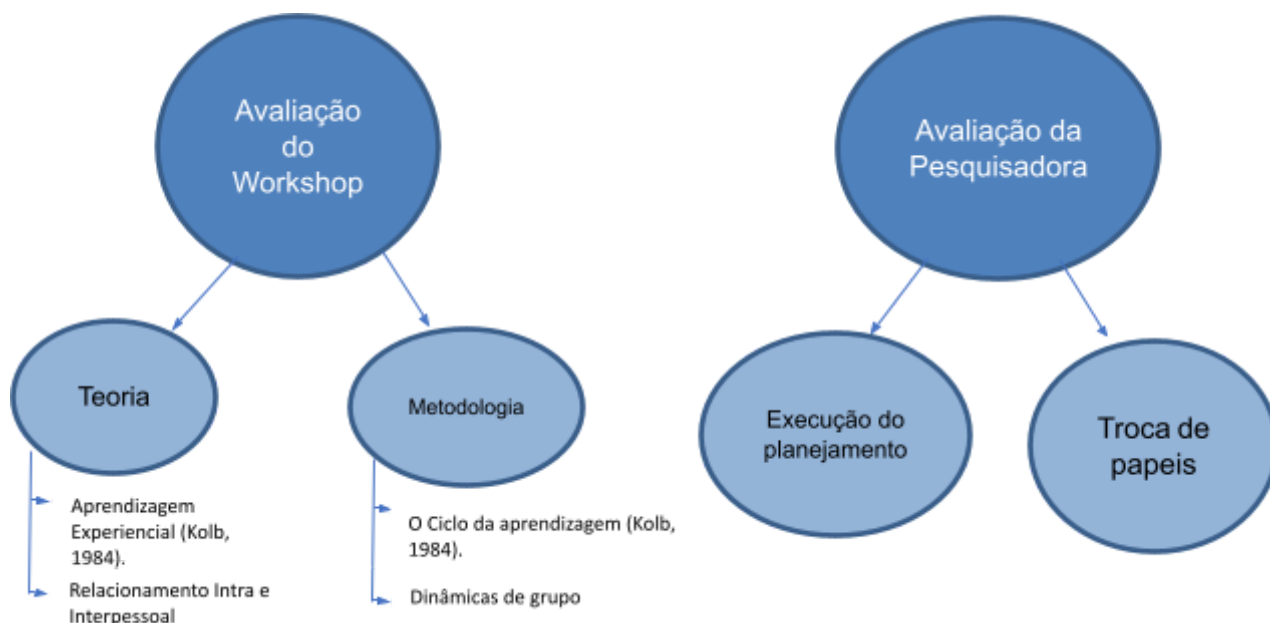 Avaliação
do
Workshop
Avaliação da
Pesquisadora
Teoria
Metodologia
Execução do
planejamento
Troca de
papeis
Aprendizagem
Experiencial (Kolb,
1984).
Relacionamento Intra e
Interpessoal
O Ciclo da aprendizagem (Kolb,
1984).
Dinâmicas de grupo